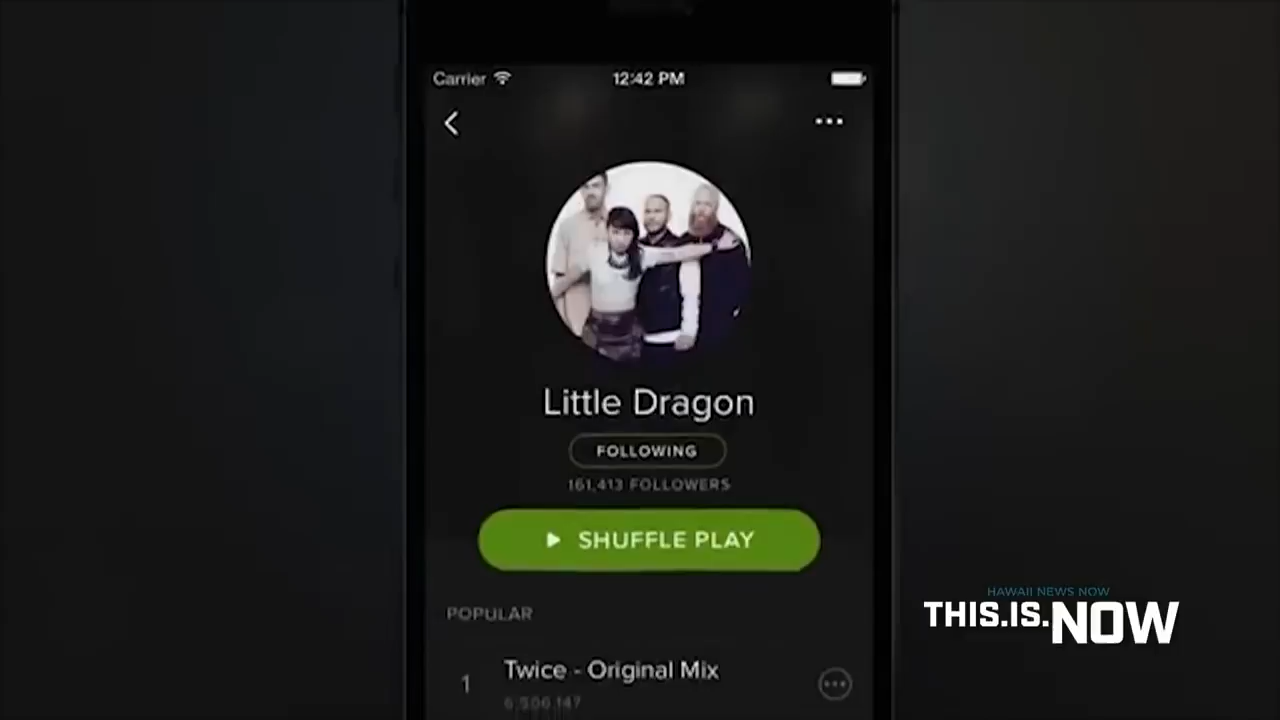 Carrier 12:42 PM
Little Dragon
FOLLOWING
161,413 FOLLOWERS
SHUFFLE PLAY
POPULAR
1 Twice - Original Mix
HAWAII NEWS NOW
THIS.IS.NOW